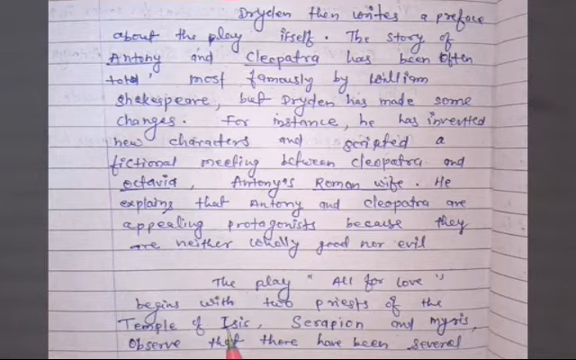 Dryden then writes a preface
about the play itself. The story of
Antony and Cleopatra has been often
told most famously by William
Shakespeare, but Dryden has made some
changes. For instance, he has invented
new characters and scripted a
fictional meeting between Cleopatra and
Octavia, Antony's Roman wife. He
explains that Antony and Cleopatra are
appealing protagonists because they
are neither wholly good nor evil
The play "All for love"
begins with two priests of the
Temple of Isis, Serapion and Myris,
Observe that there have been several